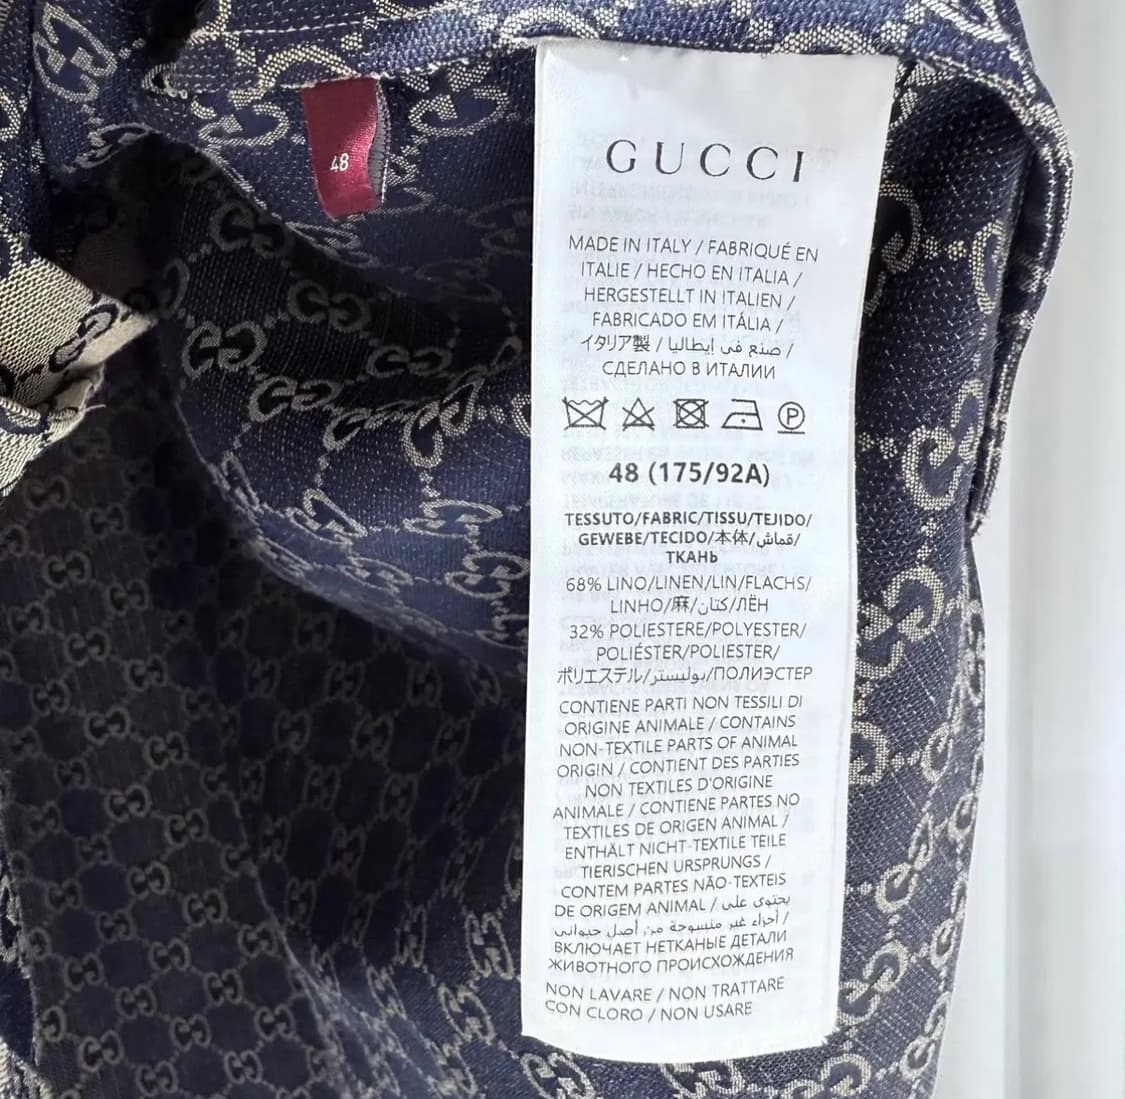 48
GUCCI
MADE IN ITALY / FABRIQUÉ EN
ITALIE / HECHO EN ITALIA /
HERGESTELLT IN ITALIEN /
FABRICADO EM ITÁLIA /
イタリア製 / صنع في إيطاليا /
СДЕЛАНО В ИТАЛИИ
P
48 (175/92A)
TESSUTO/FABRIC/TISSU/TEJIDO/
GEWEBE/TECIDO/本体/قماش/
ТКАНЬ
68% LINO/LINEN/LIN/FLACHS/
LINHO/麻/كتان/ЛЁН
32% POLIESTERE/POLYESTER/
POLIÉSTER/POLIESTER/
ポリエステル/بوليستر/ПОЛИЭСТЕР
CONTIENE PARTI NON TESSILI DI
ORIGINE ANIMALE / CONTAINS
NON-TEXTILE PARTS OF ANIMAL
ORIGIN / CONTIENT DES PARTIES
NON TEXTILES D'ORIGINE
ANIMALE / CONTIENE PARTES NO
TEXTILES DE ORIGEN ANIMAL /
ENTHÄLT NICHT-TEXTILE TEILE
TIERISCHEN URSPRUNGS /
CONTEM PARTES NÃO-TEXTEIS
DE ORIGEM ANIMAL / يحتوي على
أجزاء غير منسوجة من أصل حيواني /
ВКЛЮЧАЕТ НЕТКАНЫЕ ДЕТАЛИ
ЖИВОТНОГО ПРОИСХОЖДЕНИЯ
NON LAVARE / NON TRATTARE
CON CLORO / NON USARE